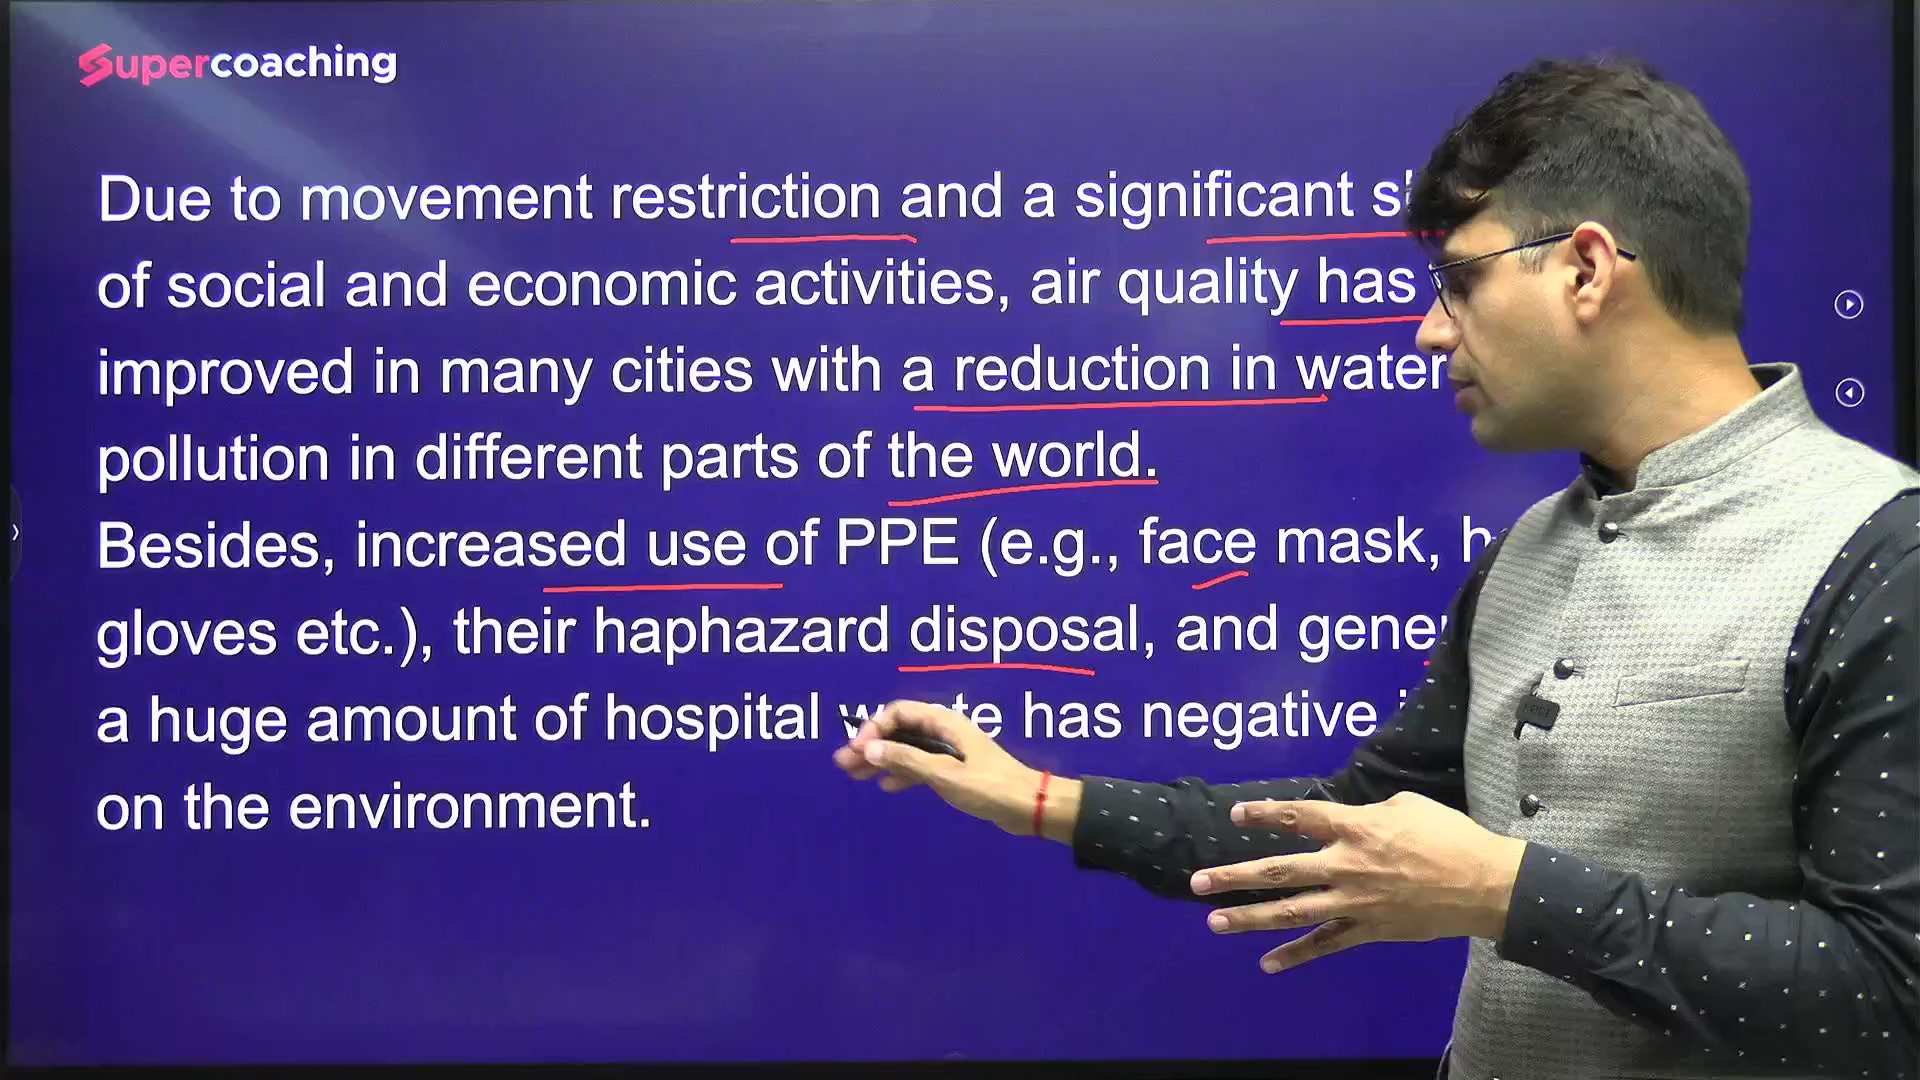 Supercoaching
Due to movement restriction and a significant
of social and economic activities, air quality has
improved in many cities with a reduction in water
pollution in different parts of the world.
Besides, increased use of PPE (e.g., face mask,
gloves etc.), their haphazard disposal, and
a huge amount of hospital has negative
on the environment.